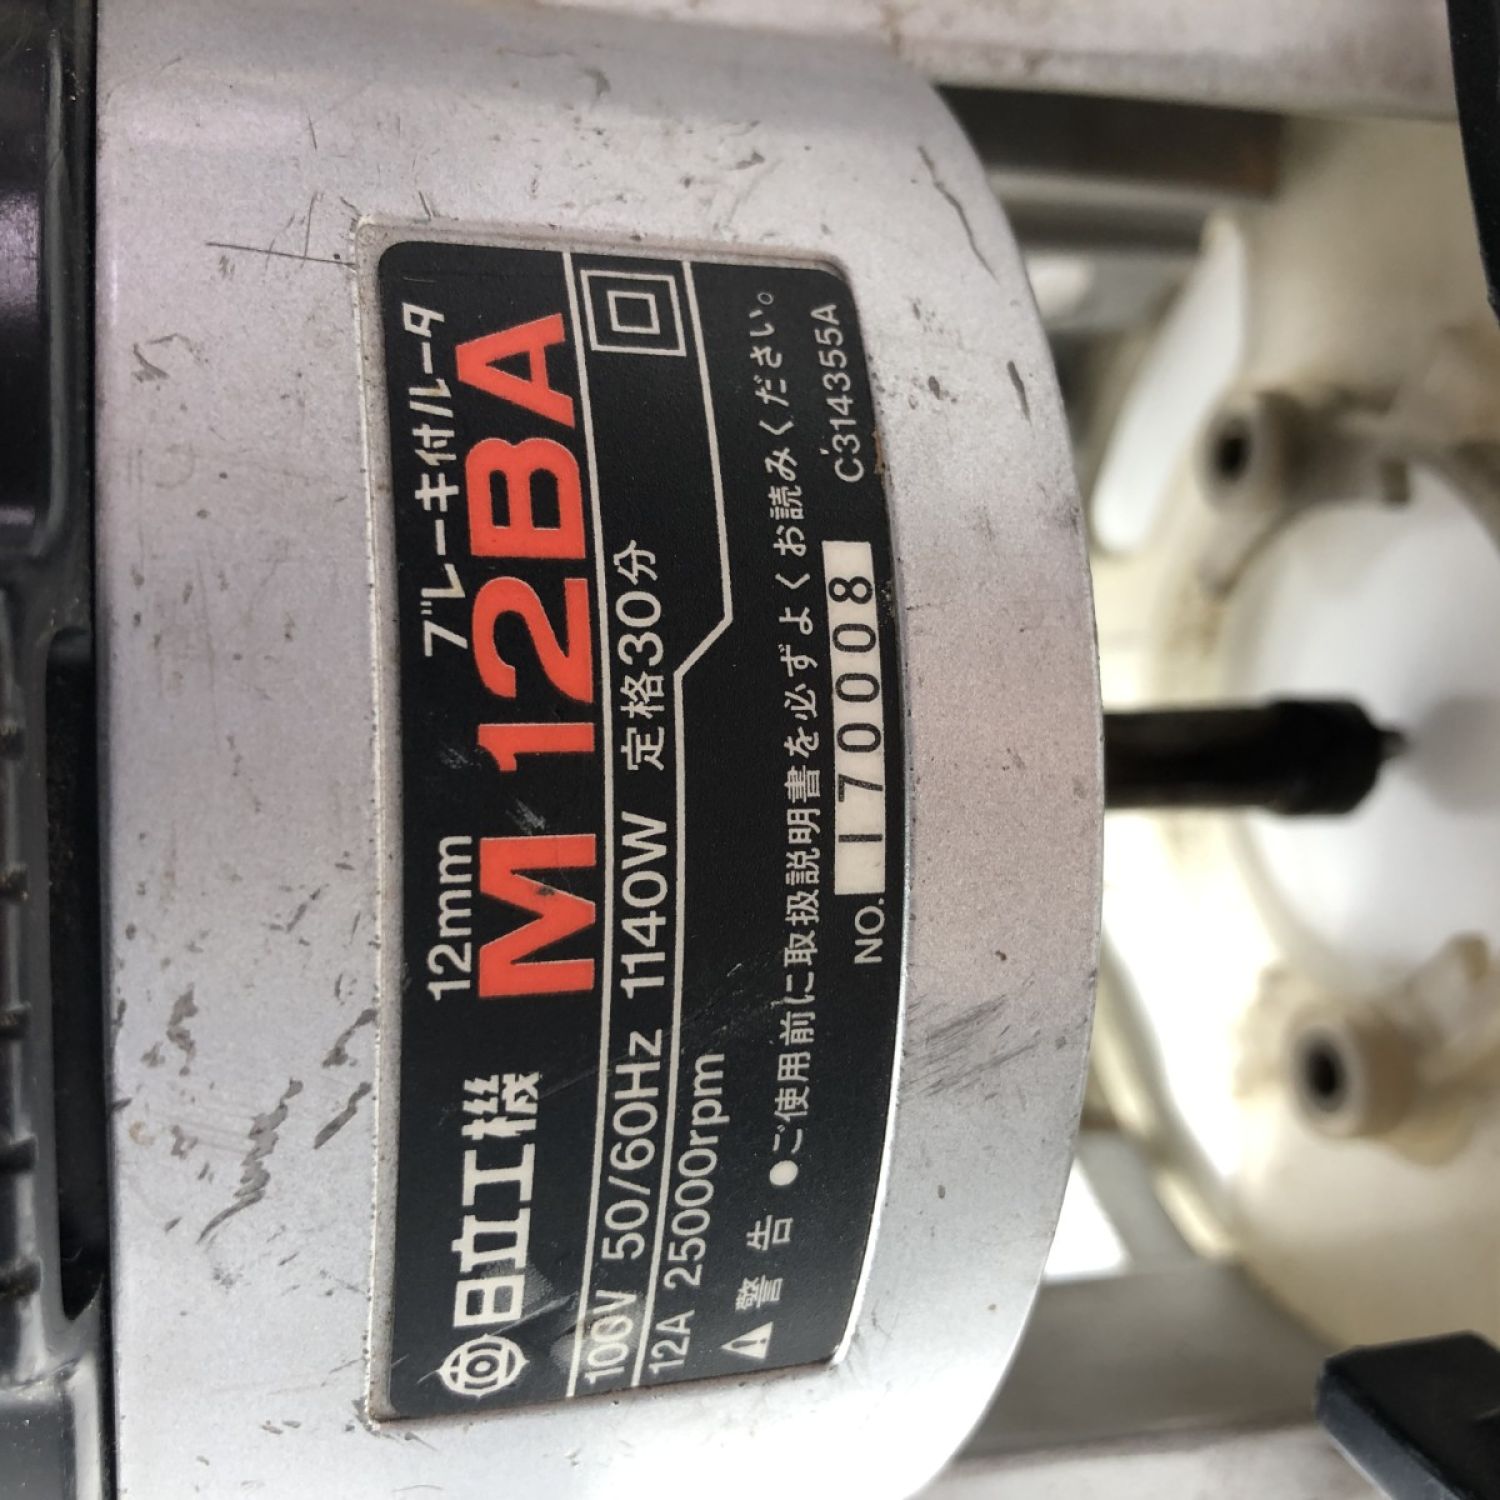 12mm ブレーキ付ルータ
日立工機 M12BA
100V 50/60Hz 1140W 定格30分
12A 25000rpm
警告 ●ご使用前に取扱説明書を必ずよくお読みください。
NO. 170008 C314355A